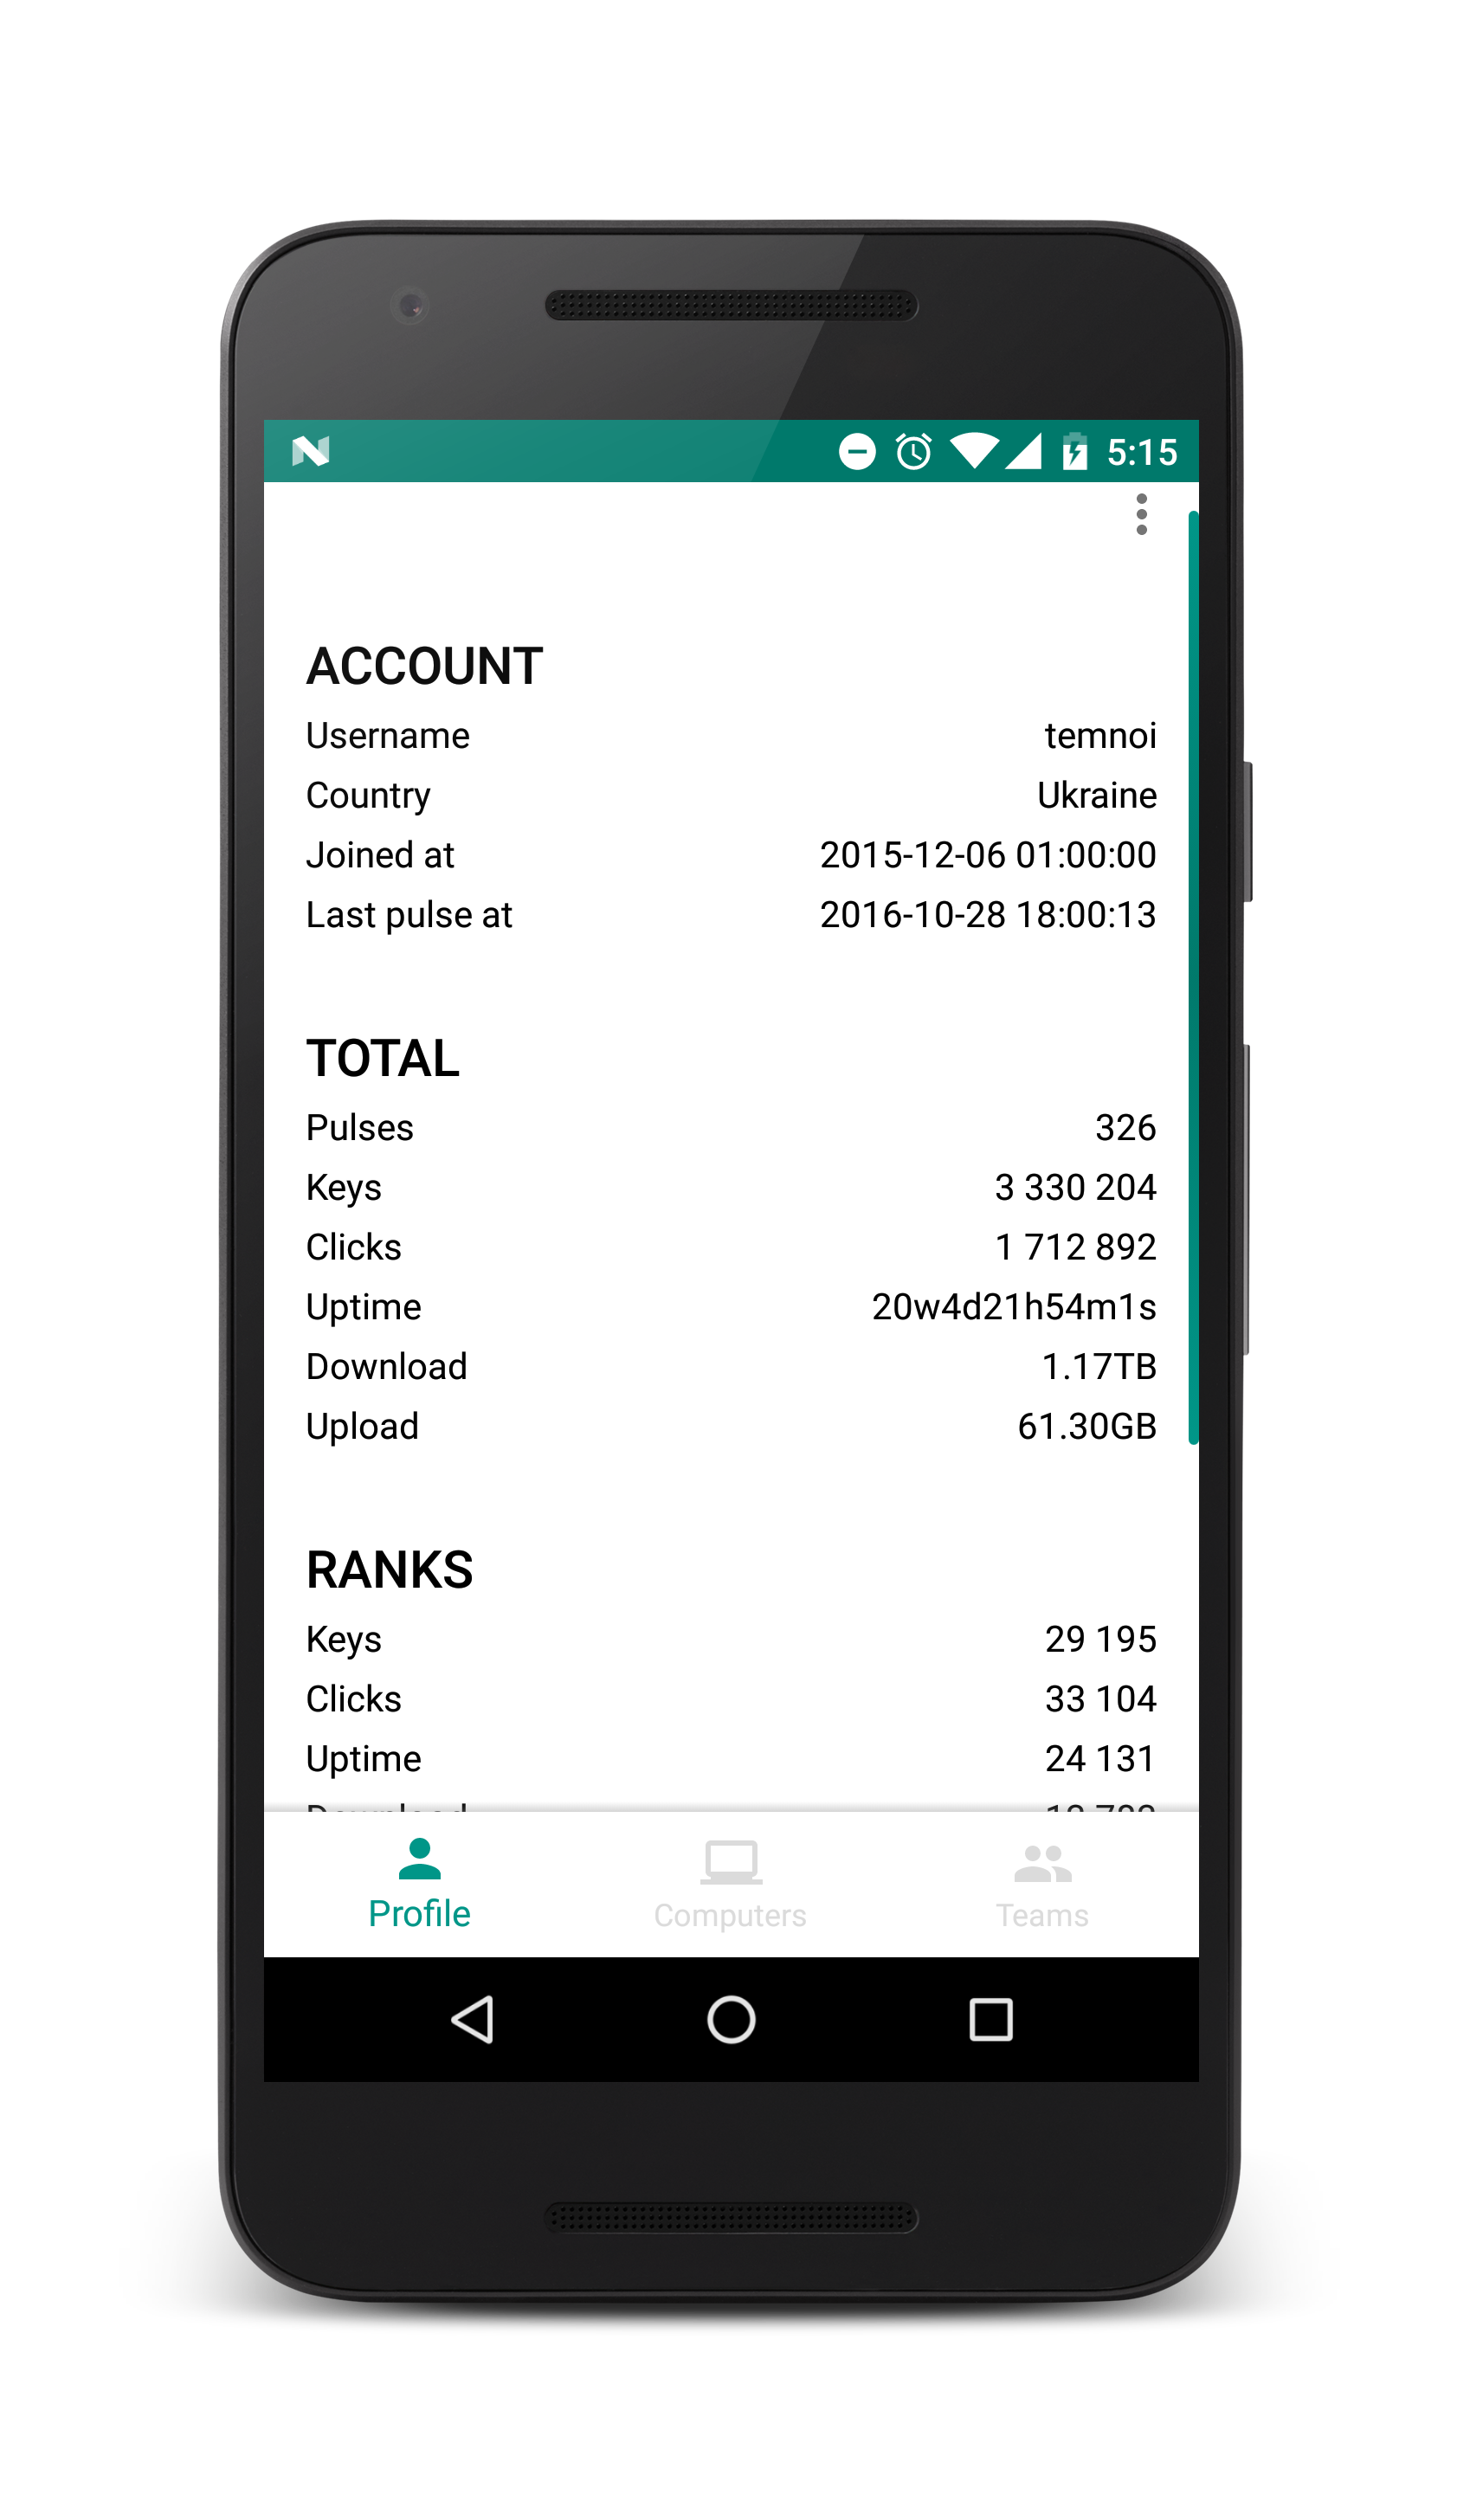 5:15
ACCOUNT
Username temnoi
Country Ukraine
Joined at 2015-12-06 01:00:00
Last pulse at 2016-10-28 18:00:13
TOTAL
Pulses 326
Keys 3 330 204
Clicks 1 712 892
Uptime 20w4d21h54m1s
Download 1.17TB
Upload 61.30GB
RANKS
Keys 29 195
Clicks 33 104
Uptime 24 131
Profile Computers Teams